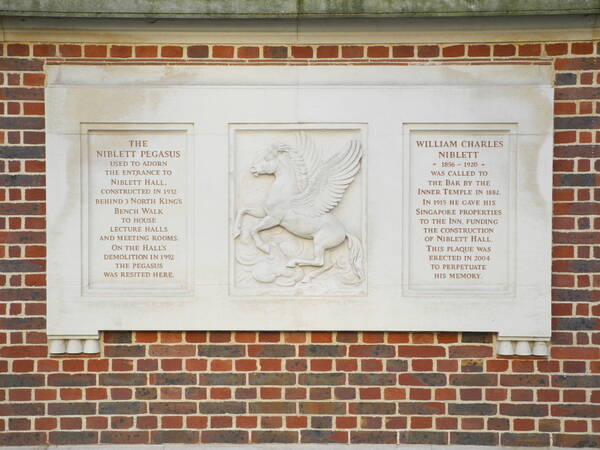 THE
NIBLETT PEGASUS
USED TO ADORN
THE ENTRANCE TO
NIBLETT HALL,
CONSTRUCTED IN 1932
BEHIND 3 NORTH KING'S
BENCH WALK
TO HOUSE
LECTURE HALLS
AND MEETING ROOMS.
ON THE HALL'S
DEMOLITION IN 1992
THE PEGASUS
WAS RESITED HERE.
WILLIAM CHARLES
NIBLETT
- 1856 - 1920 -
WAS CALLED TO
THE BAR BY THE
INNER TEMPLE IN 1882.
IN 1915 HE GAVE HIS
SINGAPORE PROPERTIES
TO THE INN, FUNDING
THE CONSTRUCTION
OF NIBLETT HALL.
THIS PLAQUE WAS
ERECTED IN 2004
TO PERPETUATE
HIS MEMORY.